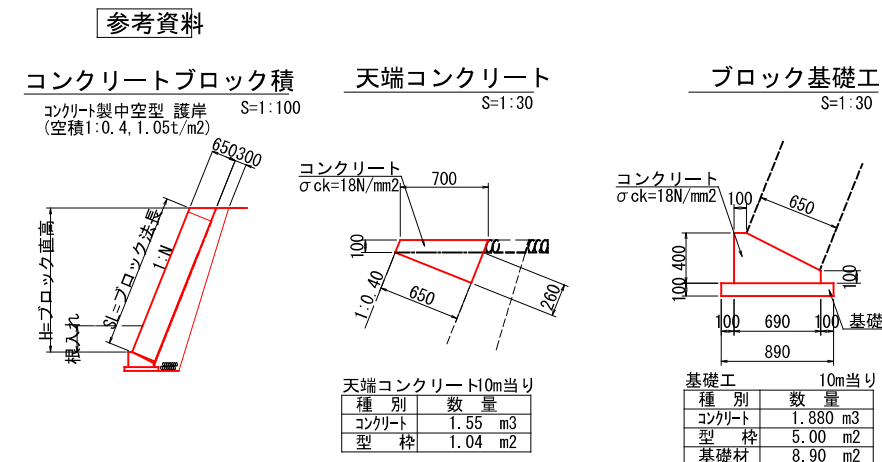 参考資料
コンクリートブロック積
S=1:100
コンクリート製中空型 護岸
(空積1:0.4,1.05t/m2)
650
300
H=ブロック直高
SL=ブロック法長
1:N
根入れ
天端コンクリート
S=1:30
コンクリート
σck=18N/mm2
700
100
1:0.40
650
260
天端コンクリート10m当り
種 別 数 量
コンクリート 1.55 m3
型 枠 1.04 m2
ブロック基礎工
S=1:30
コンクリート
σck=18N/mm2
100
650
400
100
100
100 690 100
基礎
890
基礎工 10m当り
種 別 数 量
コンクリート 1.880 m3
型 枠 5.00 m2
基礎材 8.90 m2